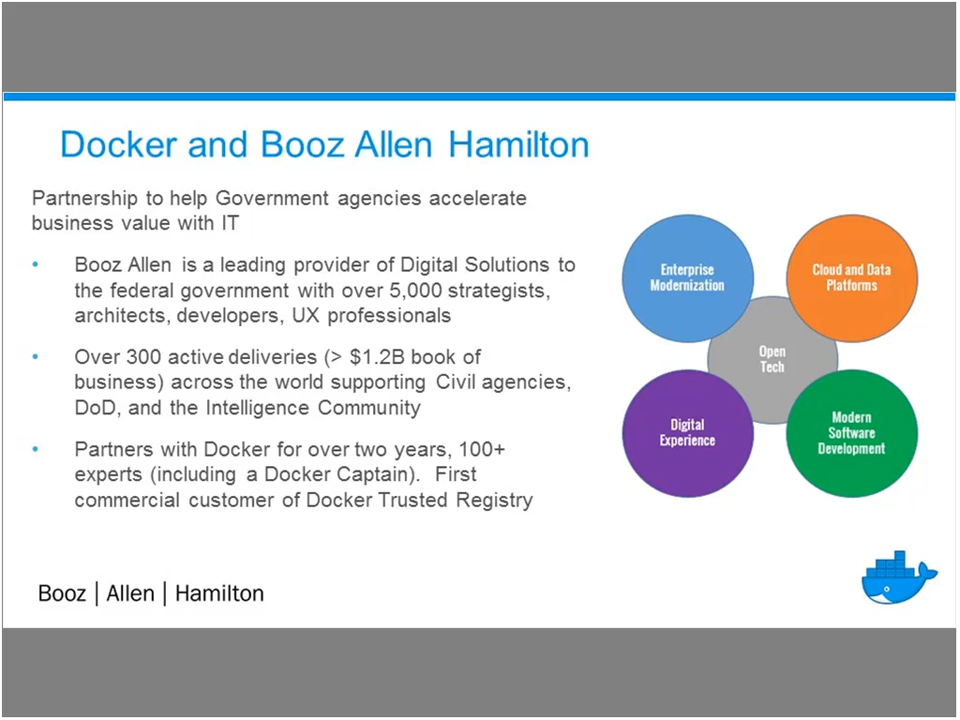 Docker and Booz Allen Hamilton
Partnership to help Government agencies accelerate
business value with IT
• Booz Allen is a leading provider of Digital Solutions to
the federal government with over 5,000 strategists,
architects, developers, UX professionals
• Over 300 active deliveries (> $1.2B book of
business) across the world supporting Civil agencies,
DoD, and the Intelligence Community
• Partners with Docker for over two years, 100+
experts (including a Docker Captain).  First
commercial customer of Docker Trusted Registry
Enterprise
Modernization
Cloud and Data
Platforms
Open
Tech
Digital
Experience
Modern
Software
Development
Booz | Allen | Hamilton